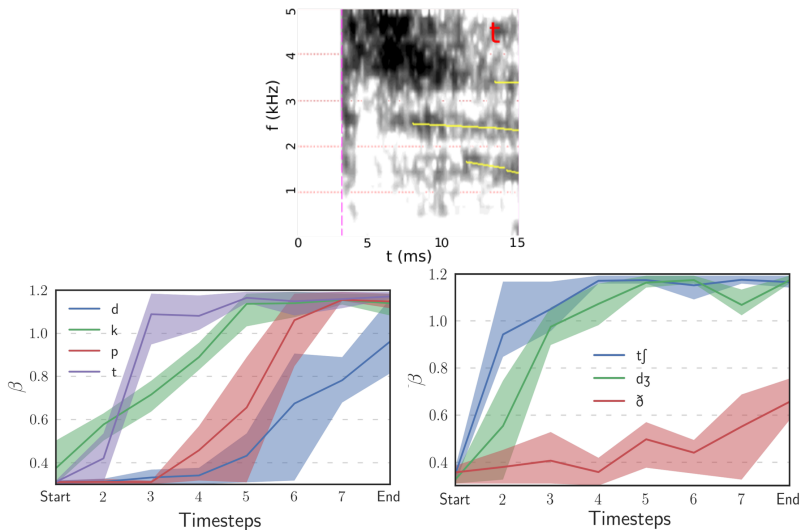 5
4
3
2
1
f (kHz)
t
0 5 10 15
t (ms)
β
1.2
1.0
0.8
0.6
0.4
d
k
p
t
Start 2 3 4 5 6 7 End
Timesteps
β
1.2
1.0
0.8
0.6
0.4
tʃ
dʒ
ð
Start 2 3 4 5 6 7 End
Timesteps